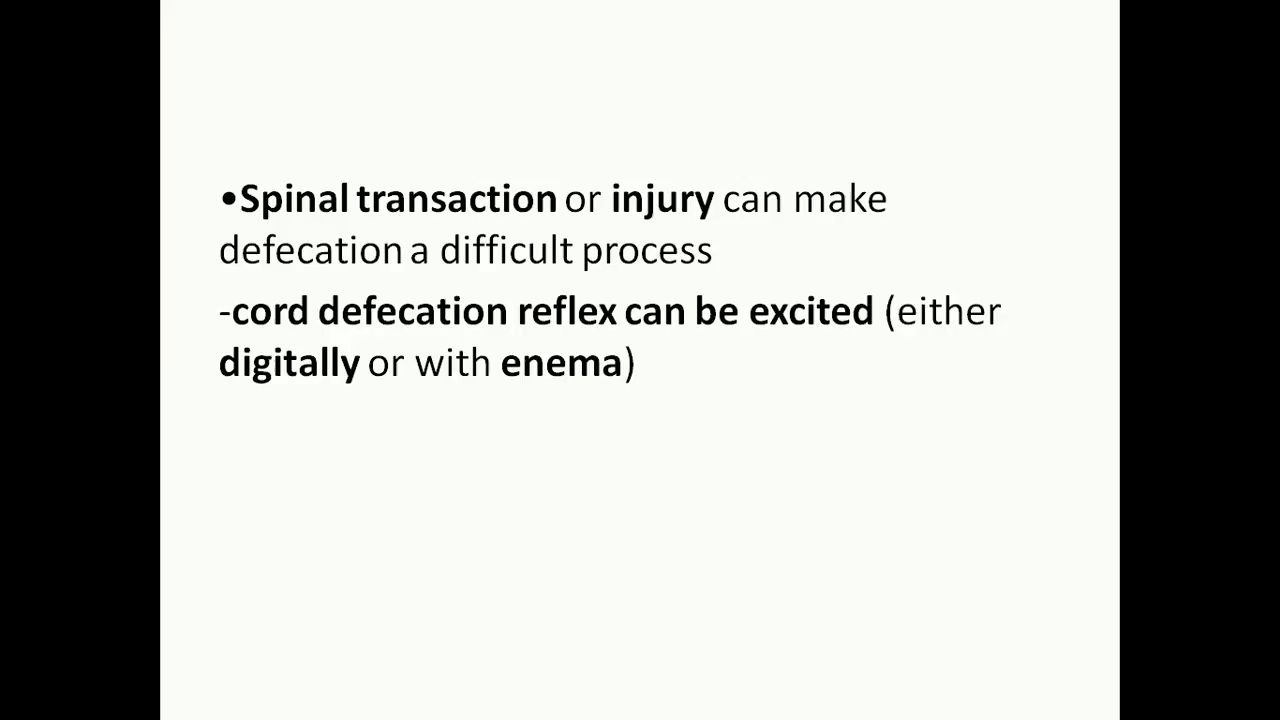 •Spinal transaction or injury can make
defecation a difficult process
-cord defecation reflex can be excited (either
digitally or with enema)